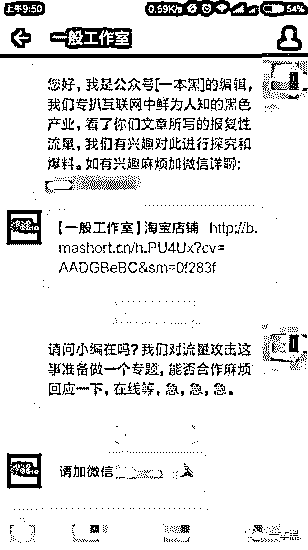 上午9:50
0.59K/s
54%
一般工作室
您好，我是公众号[一本黑]的编辑，
我们专扒互联网中鲜为人知的黑色
产业，看了你们文章所写的报复性
流量，我们有兴趣对此进行探究和
爆料。如有兴趣麻烦加微信详聊：
【一般工作室】淘宝店铺 http://b.
mashort.cn/h.PU4Ux?cv=
AADGBeBC&sm=0f283f
请问小编在吗？我们对流量攻击这
事准备做一个专题，能否合作麻烦
回应一下，在线等，急，急，急。
请加微信